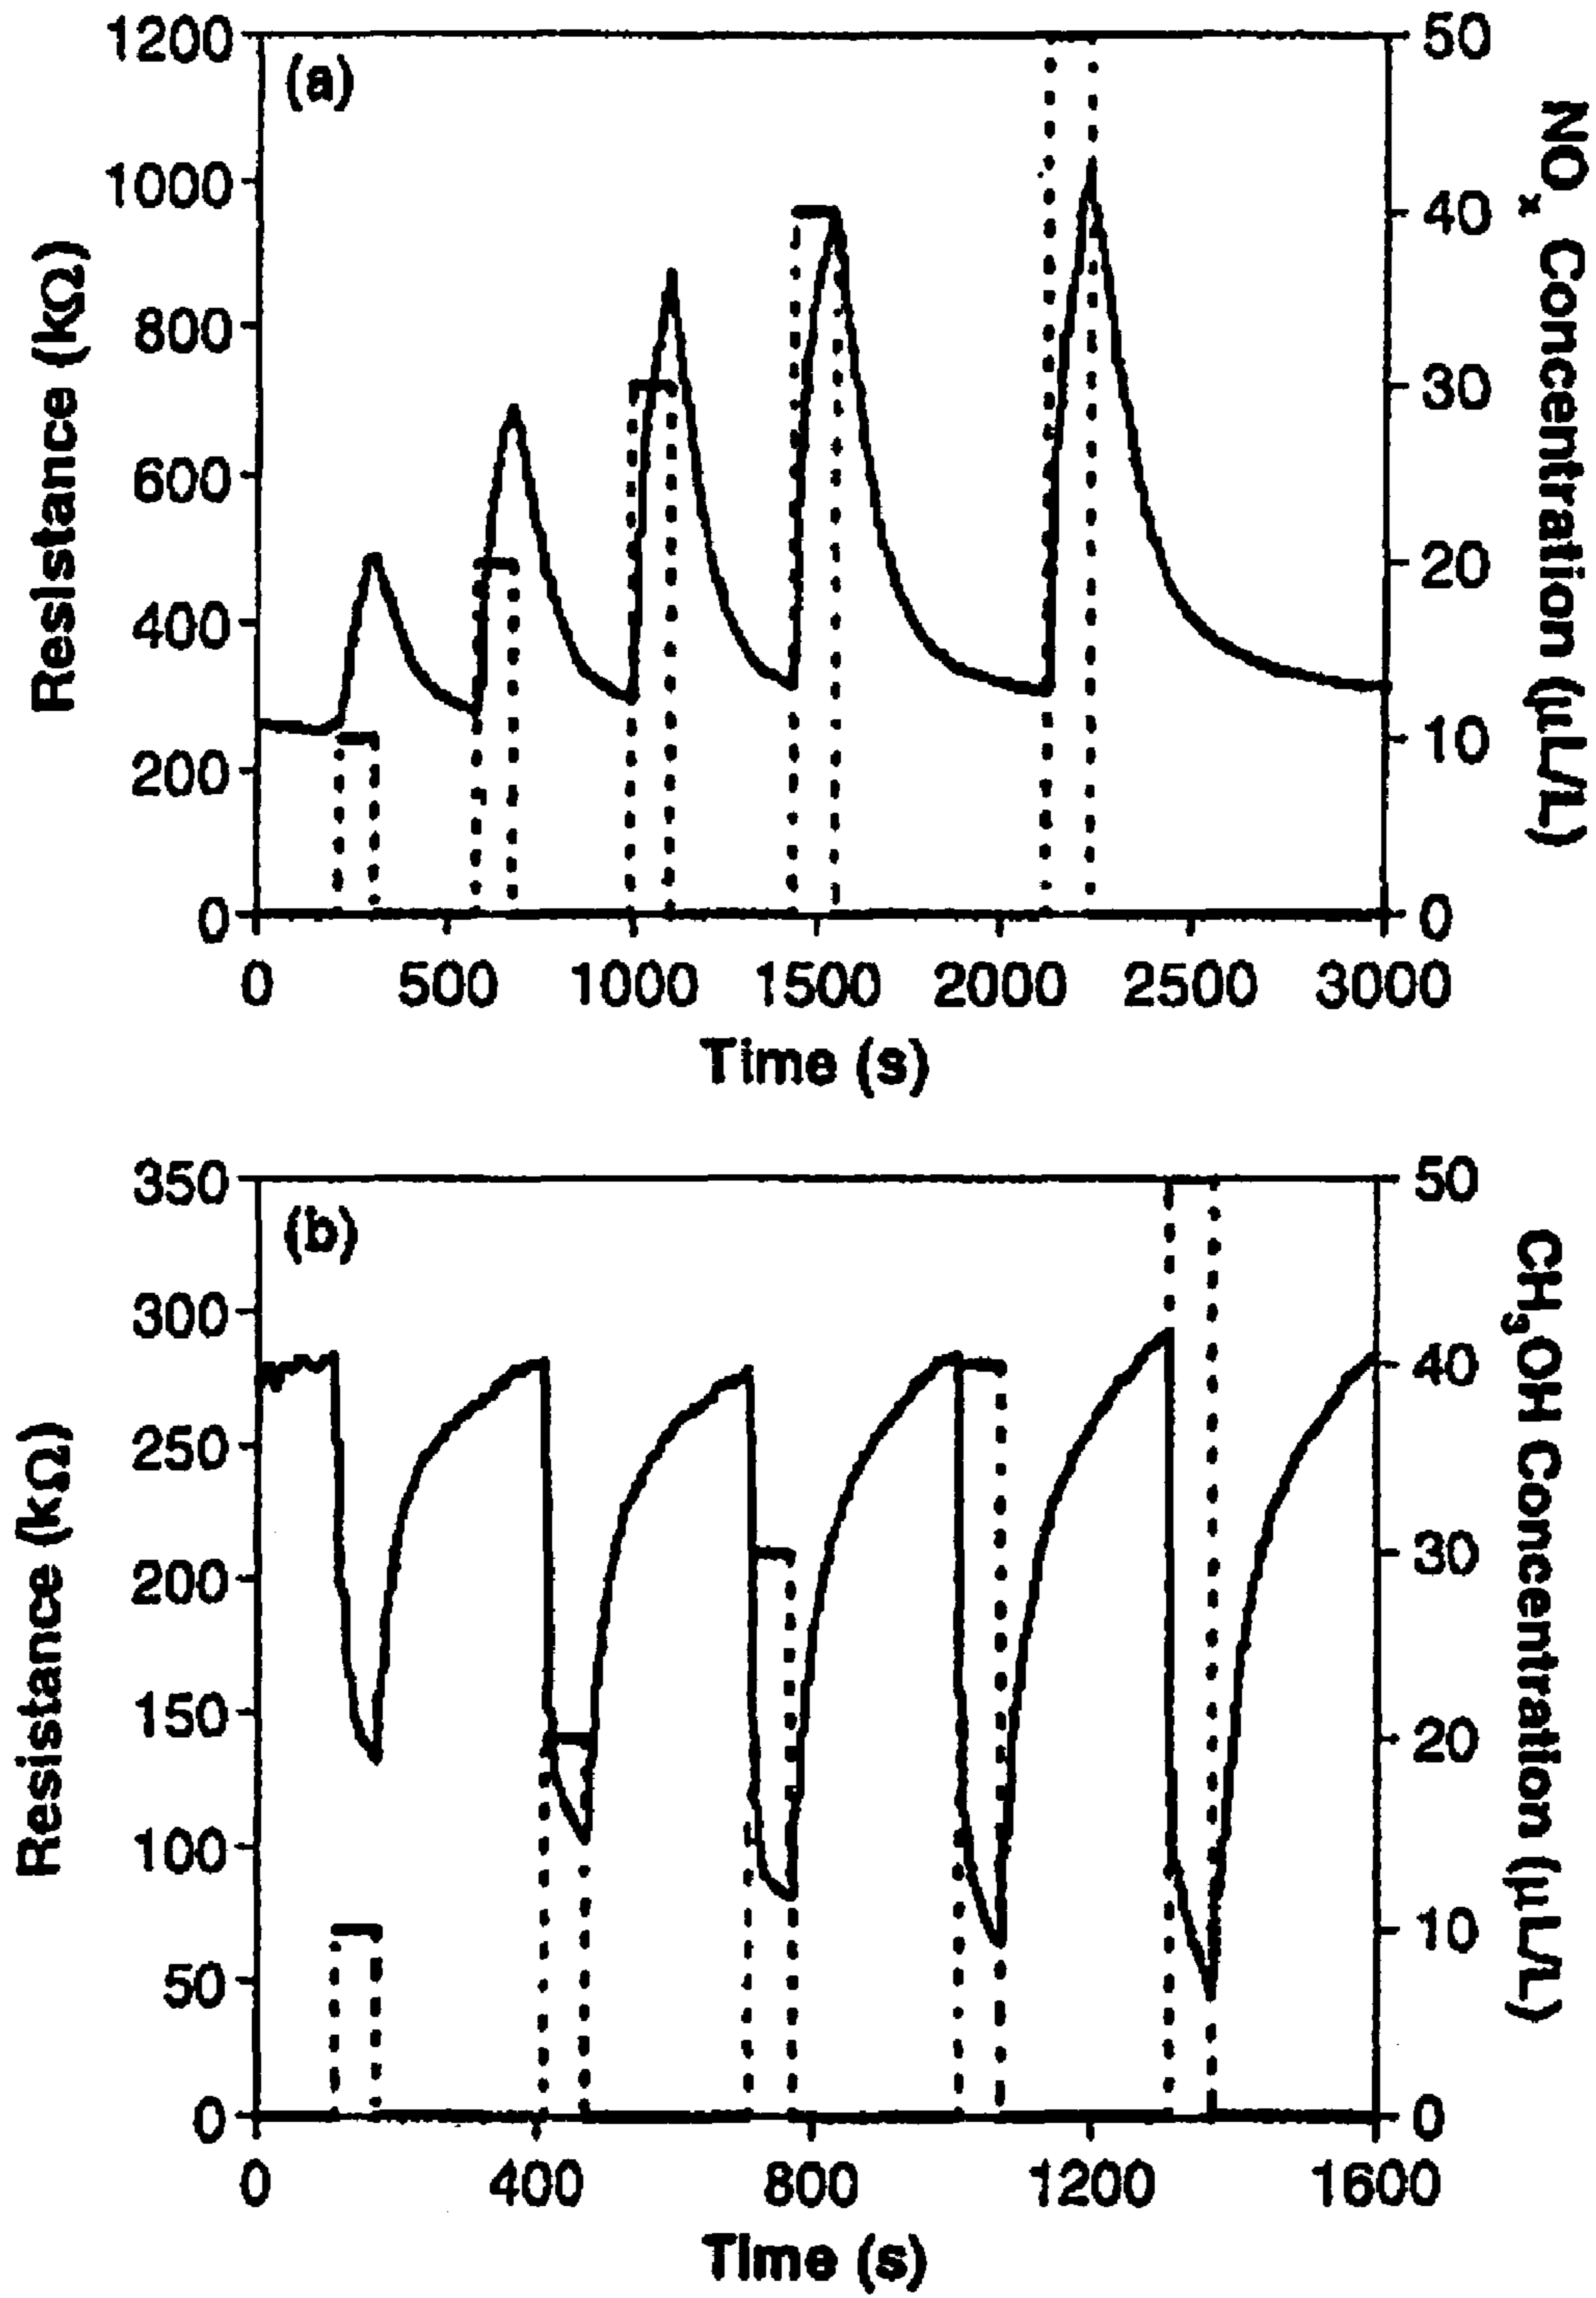 (a)
1200
1000
800
600
400
200
0
Resistance (kΩ)
50
40
30
20
10
0
NOx Concentration (µL/L)
0 500 1000 1500 2000 2500 3000
Time (s)
(b)
350
300
250
200
150
100
50
0
Resistance (kΩ)
50
40
30
20
10
0
CH3OH Concentration (µL/L)
0 400 800 1200 1600
Time (s)